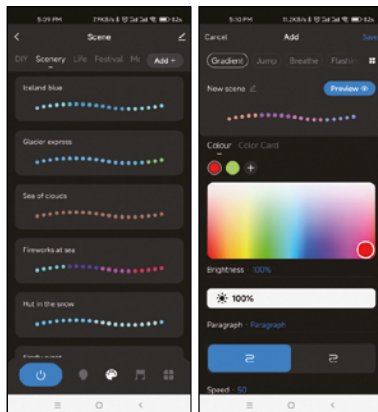 5:09 PM
Scene
DIY Scenery Life Festival Add +
Iceland blue
Glacier express
Sea of clouds
Fireworks at sea
Hut in the snow
5:10 PM
Cancel Add Save
Gradient Jump Breathe Flashin
New scene Preview
Colour Color Card
+
Brightness - 100%
100%
Paragraph - Paragraph
Speed - 50